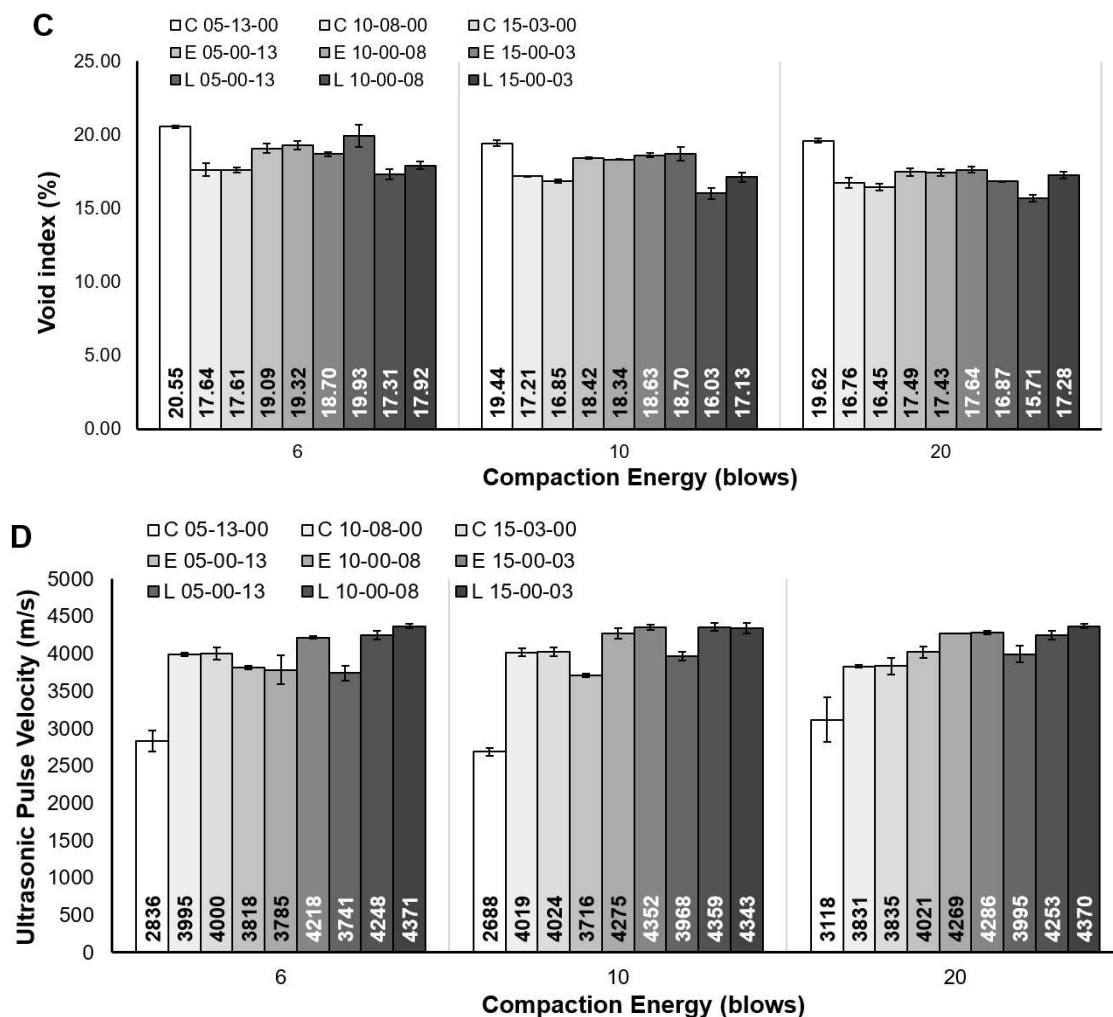 C
C 05-13-00 C 10-08-00 C 15-03-00
E 05-00-13 E 10-00-08 E 15-00-03
L 05-00-13 L 10-00-08 L 15-00-03
25.00
20.00
15.00
10.00
5.00
0.00
Void index (%)
20.55 17.64 17.61 19.09 19.32 18.70 19.93 17.31 17.92
19.44 17.21 16.85 18.42 18.34 18.63 18.70 16.03 17.13
19.62 16.76 16.45 17.49 17.43 17.64 16.87 15.71 17.28
6 10 20
Compaction Energy (blows)
D
C 05-13-00 C 10-08-00 C 15-03-00
E 05-00-13 E 10-00-08 E 15-00-03
L 05-00-13 L 10-00-08 L 15-00-03
5000
4500
4000
3500
3000
2500
2000
1500
1000
500
0
Ultrasonic Pulse Velocity (m/s)
2836 3995 4000 3818 3785 4218 3741 4248 4371
2688 4019 4024 3716 4275 4352 3968 4359 4343
3118 3831 3835 4021 4269 4286 3995 4253 4370
6 10 20
Compaction Energy (blows)